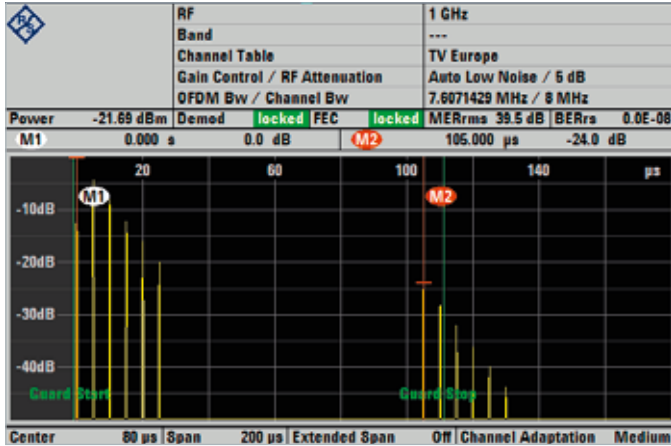 R&S
RF 1 GHz
Band ---
Channel Table TV Europe
Gain Control / RF Attenuation Auto Low Noise / 5 dB
OFDM Bw / Channel Bw 7.6071429 MHz / 8 MHz
Power -21.69 dBm Demod locked FEC locked MERrms 39.5 dB BERrs 0.0E-08
M1 0.000 s 0.0 dB M2 105.000 µs -24.0 dB
20 60 100 140 µs
M1 M2
-10dB
-20dB
-30dB
-40dB
Guard Start Guard Stop
Center 80 µs Span 200 µs Extended Span Off Channel Adaptation Medium